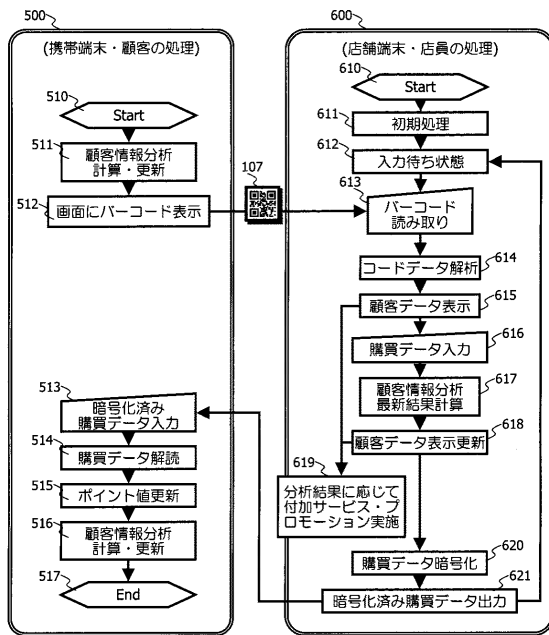 500
(携帯端末・顧客の処理)
510
Start
511
顧客情報分析
計算・更新
512
画面にバーコード表示
107
513
暗号化済み
購買データ入力
514
購買データ解読
515
ポイント値更新
516
顧客情報分析
計算・更新
517
End
600
(店舗端末・店員の処理)
610
Start
611
初期処理
612
入力待ち状態
613
バーコード
読み取り
コードデータ解析
614
顧客データ表示
615
購買データ入力
616
顧客情報分析
最新結果計算
617
顧客データ表示更新
618
619
分析結果に応じて
付加サービス・プ
ロモーション実施
購買データ暗号化
620
暗号化済み購買データ出力
621